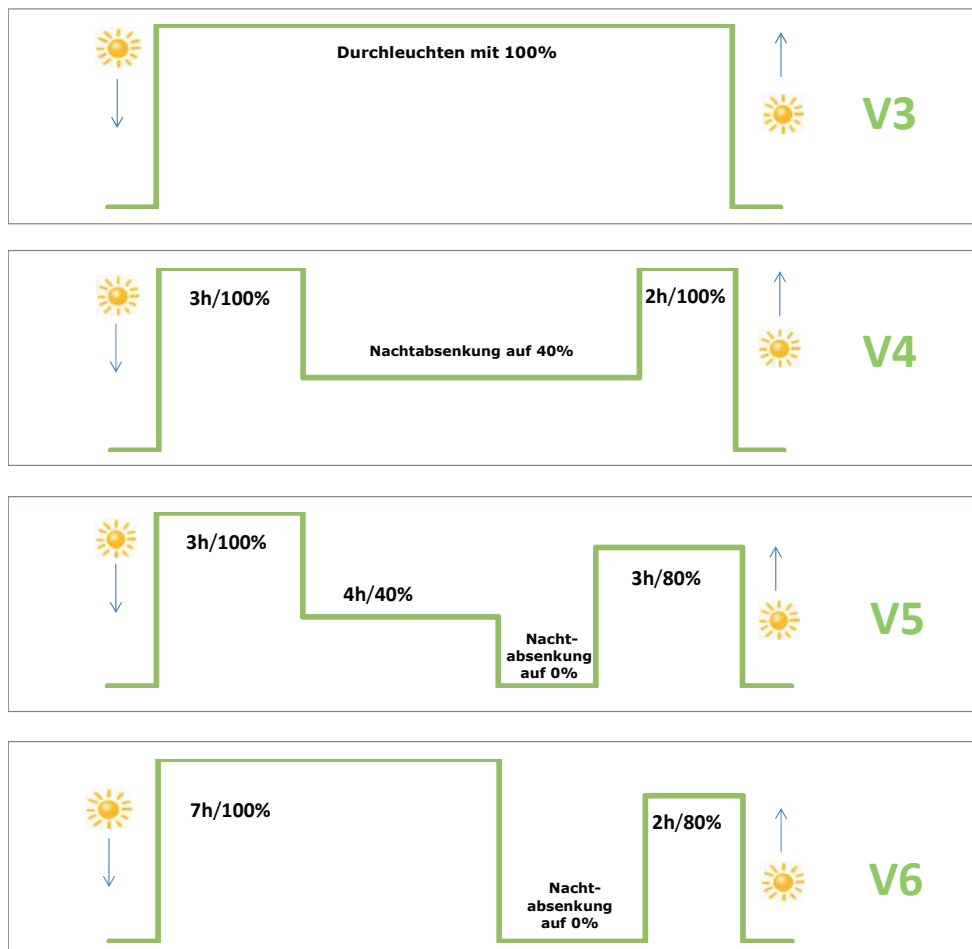 Durchleuchten mit 100%
V3
3h/100%
2h/100%
Nachtabsenkung auf 40%
V4
3h/100%
4h/40%
3h/80%
Nacht-
absenkung
auf 0%
V5
7h/100%
2h/80%
Nacht-
absenkung
auf 0%
V6